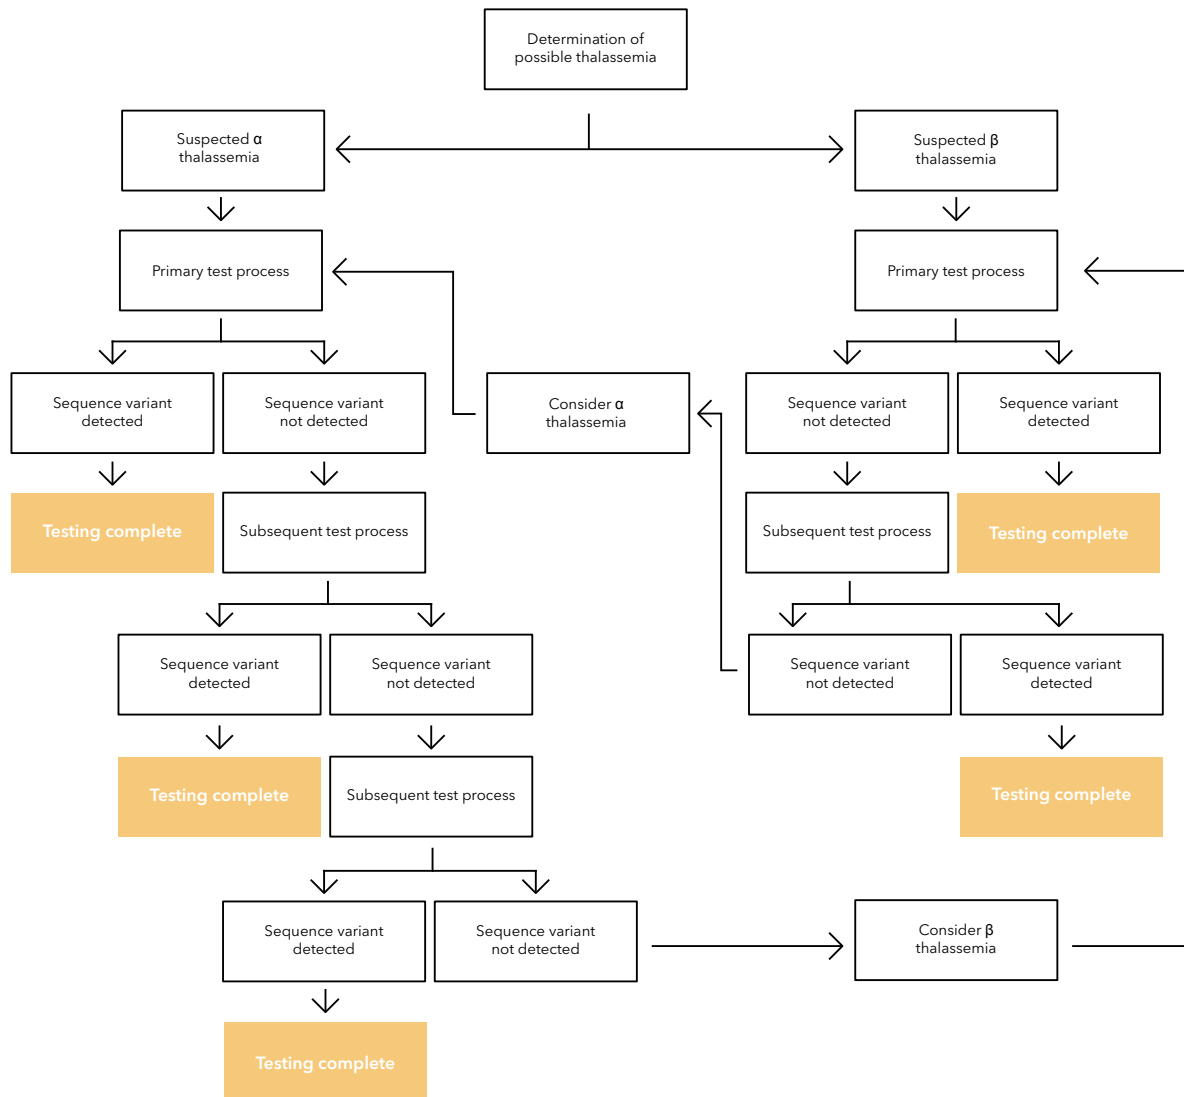 Determination of
possible thalassemia
Suspected α
thalassemia
Suspected β
thalassemia
Primary test process
Primary test process
Sequence variant
detected
Sequence variant
not detected
Consider α
thalassemia
Sequence variant
not detected
Sequence variant
detected
Testing complete
Subsequent test process
Subsequent test process
Testing complete
Sequence variant
detected
Sequence variant
not detected
Sequence variant
not detected
Sequence variant
detected
Testing complete
Subsequent test process
Testing complete
Sequence variant
detected
Sequence variant
not detected
Consider β
thalassemia
Testing complete